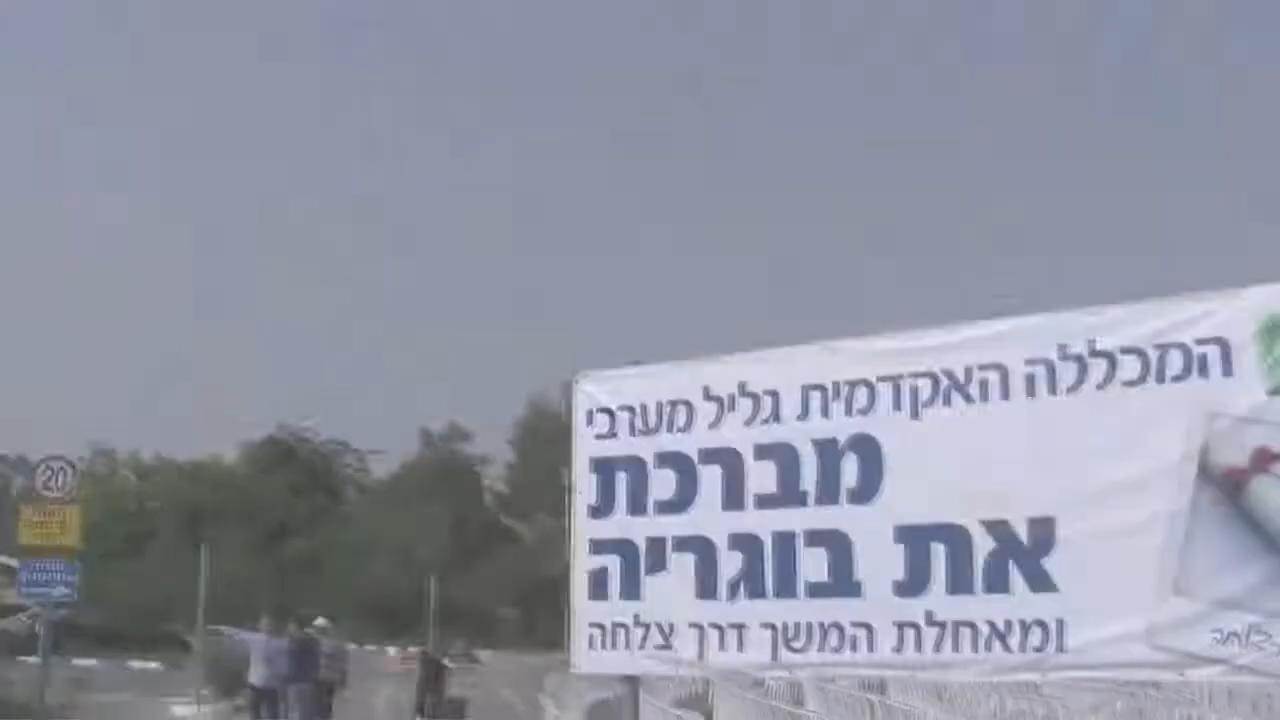 המכללה האקדמית גליל מערבי
מברכת
את בוגריה
ומאחלת המשך דרך צלחה
20